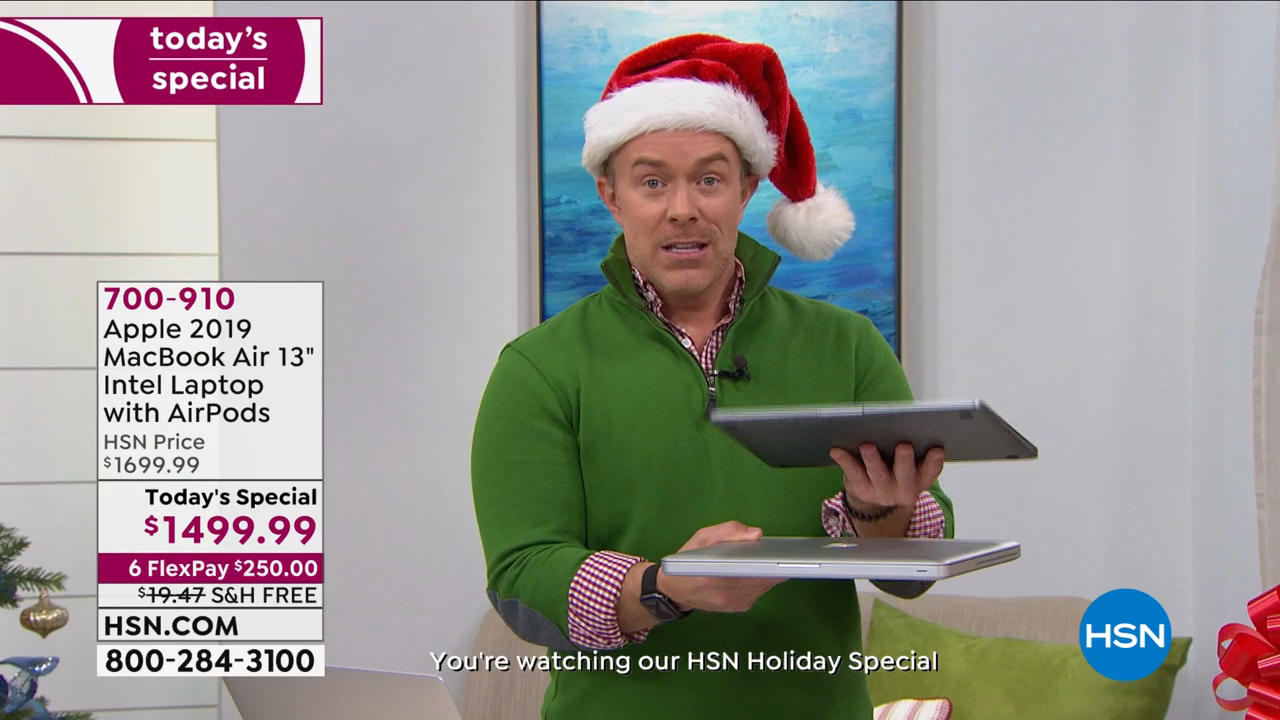 today's
special
700-910
Apple 2019
MacBook Air 13"
Intel Laptop
with AirPods
HSN Price
$1699.99
Today's Special
$1499.99
6 FlexPay $250.00
$19.47 S&H FREE
HSN.COM
800-284-3100
You're watching our HSN Holiday Special
HSN